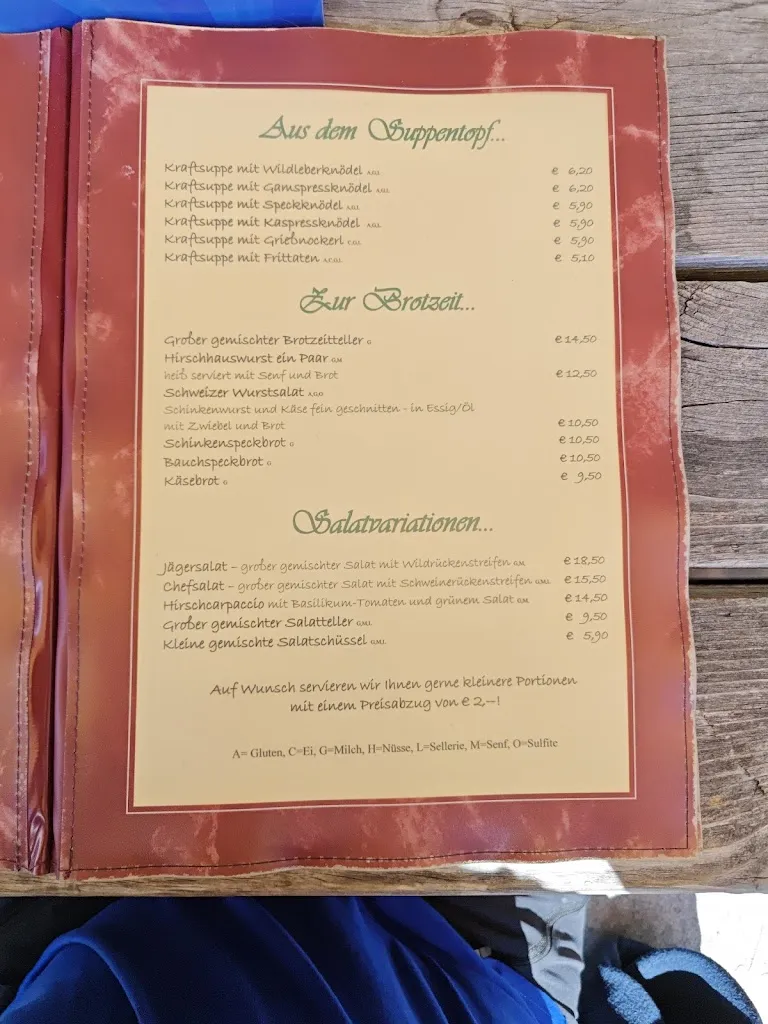 Aus dem Suppentopf...
Kraftsuppe mit Wildleberknödel A,G,L € 6,20
Kraftsuppe mit Gamspressknödel A,G,L € 6,20
Kraftsuppe mit Speckknödel A,G,L € 5,90
Kraftsuppe mit Kaspressknödel A,G,L € 5,90
Kraftsuppe mit Grießnockerl C,G,L € 5,90
Kraftsuppe mit Frittaten A,C,G,L € 5,10
Zur Brotzeit...
Großer gemischter Brotzeitteller G € 14,50
Hirschhauswurst ein Paar G,M
heiß serviert mit Senf und Brot € 12,50
Schweizer Wurstsalat A,G,O
Schinkenwurst und Käse fein geschnitten - in Essig/Öl
mit Zwiebel und Brot € 10,50
Schinkenspeckbrot G € 10,50
Bauchspeckbrot G € 10,50
Käsebrot G € 9,50
Salatvariationen...
Jägersalat – großer gemischter Salat mit Wildrückenstreifen G,M € 18,50
Chefsalat – großer gemischter Salat mit Schweinerückenstreifen G,M,L € 15,50
Hirschcarpaccio mit Basilikum-Tomaten und grünem Salat G,M € 14,50
Großer gemischter Salatteller G,M,L € 9,50
Kleine gemischte Salatschüssel G,M,L € 5,90
Auf Wunsch servieren wir Ihnen gerne kleinere Portionen
mit einem Preisabzug von € 2,--!
A= Gluten, C=Ei, G=Milch, H=Nüsse, L=Sellerie, M=Senf, O=Sulfite